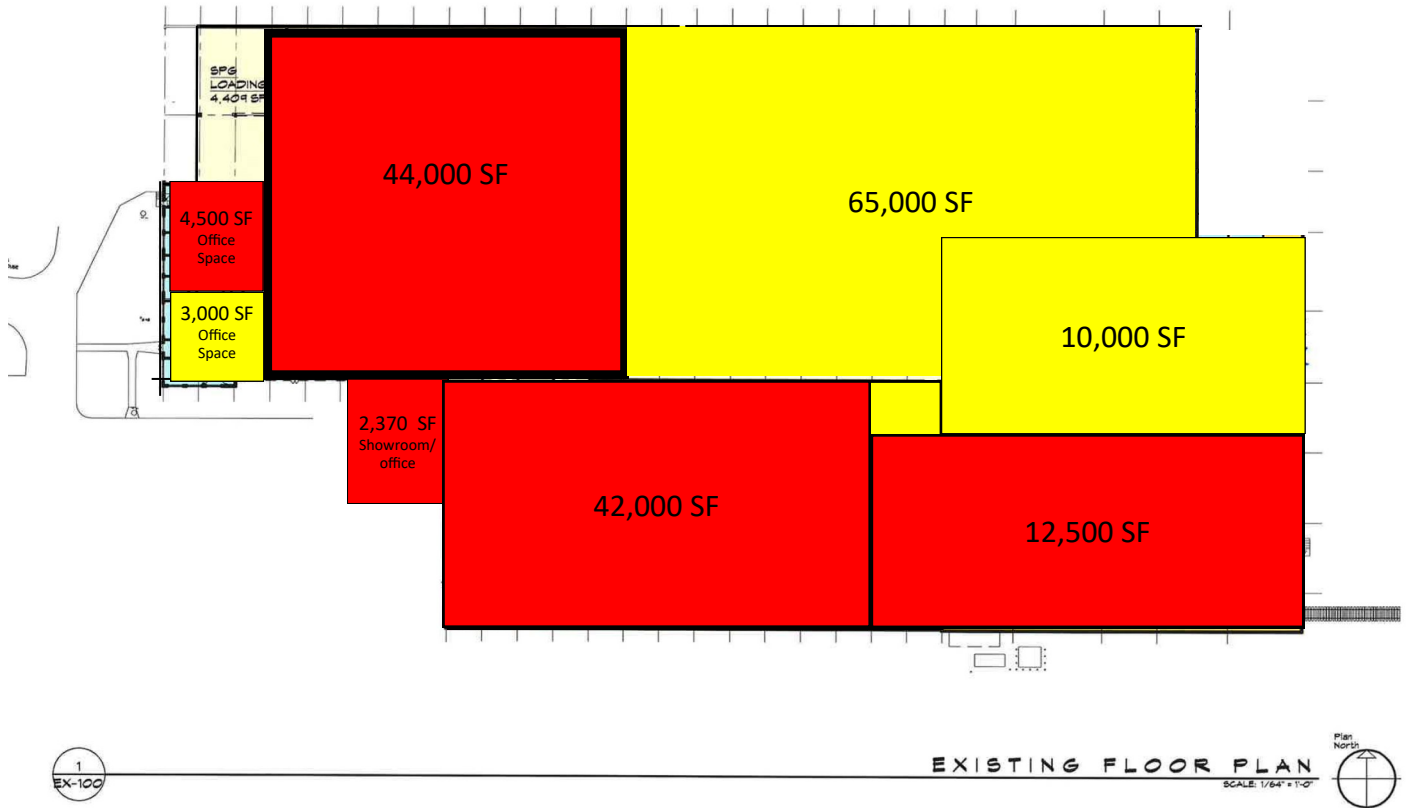 SPG
LOADING
4,409 SF
44,000 SF
65,000 SF
4,500 SF
Office
Space
3,000 SF
Office
Space
10,000 SF
2,370 SF
Showroom/
office
42,000 SF
12,500 SF
1
EX-100
EXISTING FLOOR PLAN
SCALE: 1/64" = 1'-0"
Plan
North